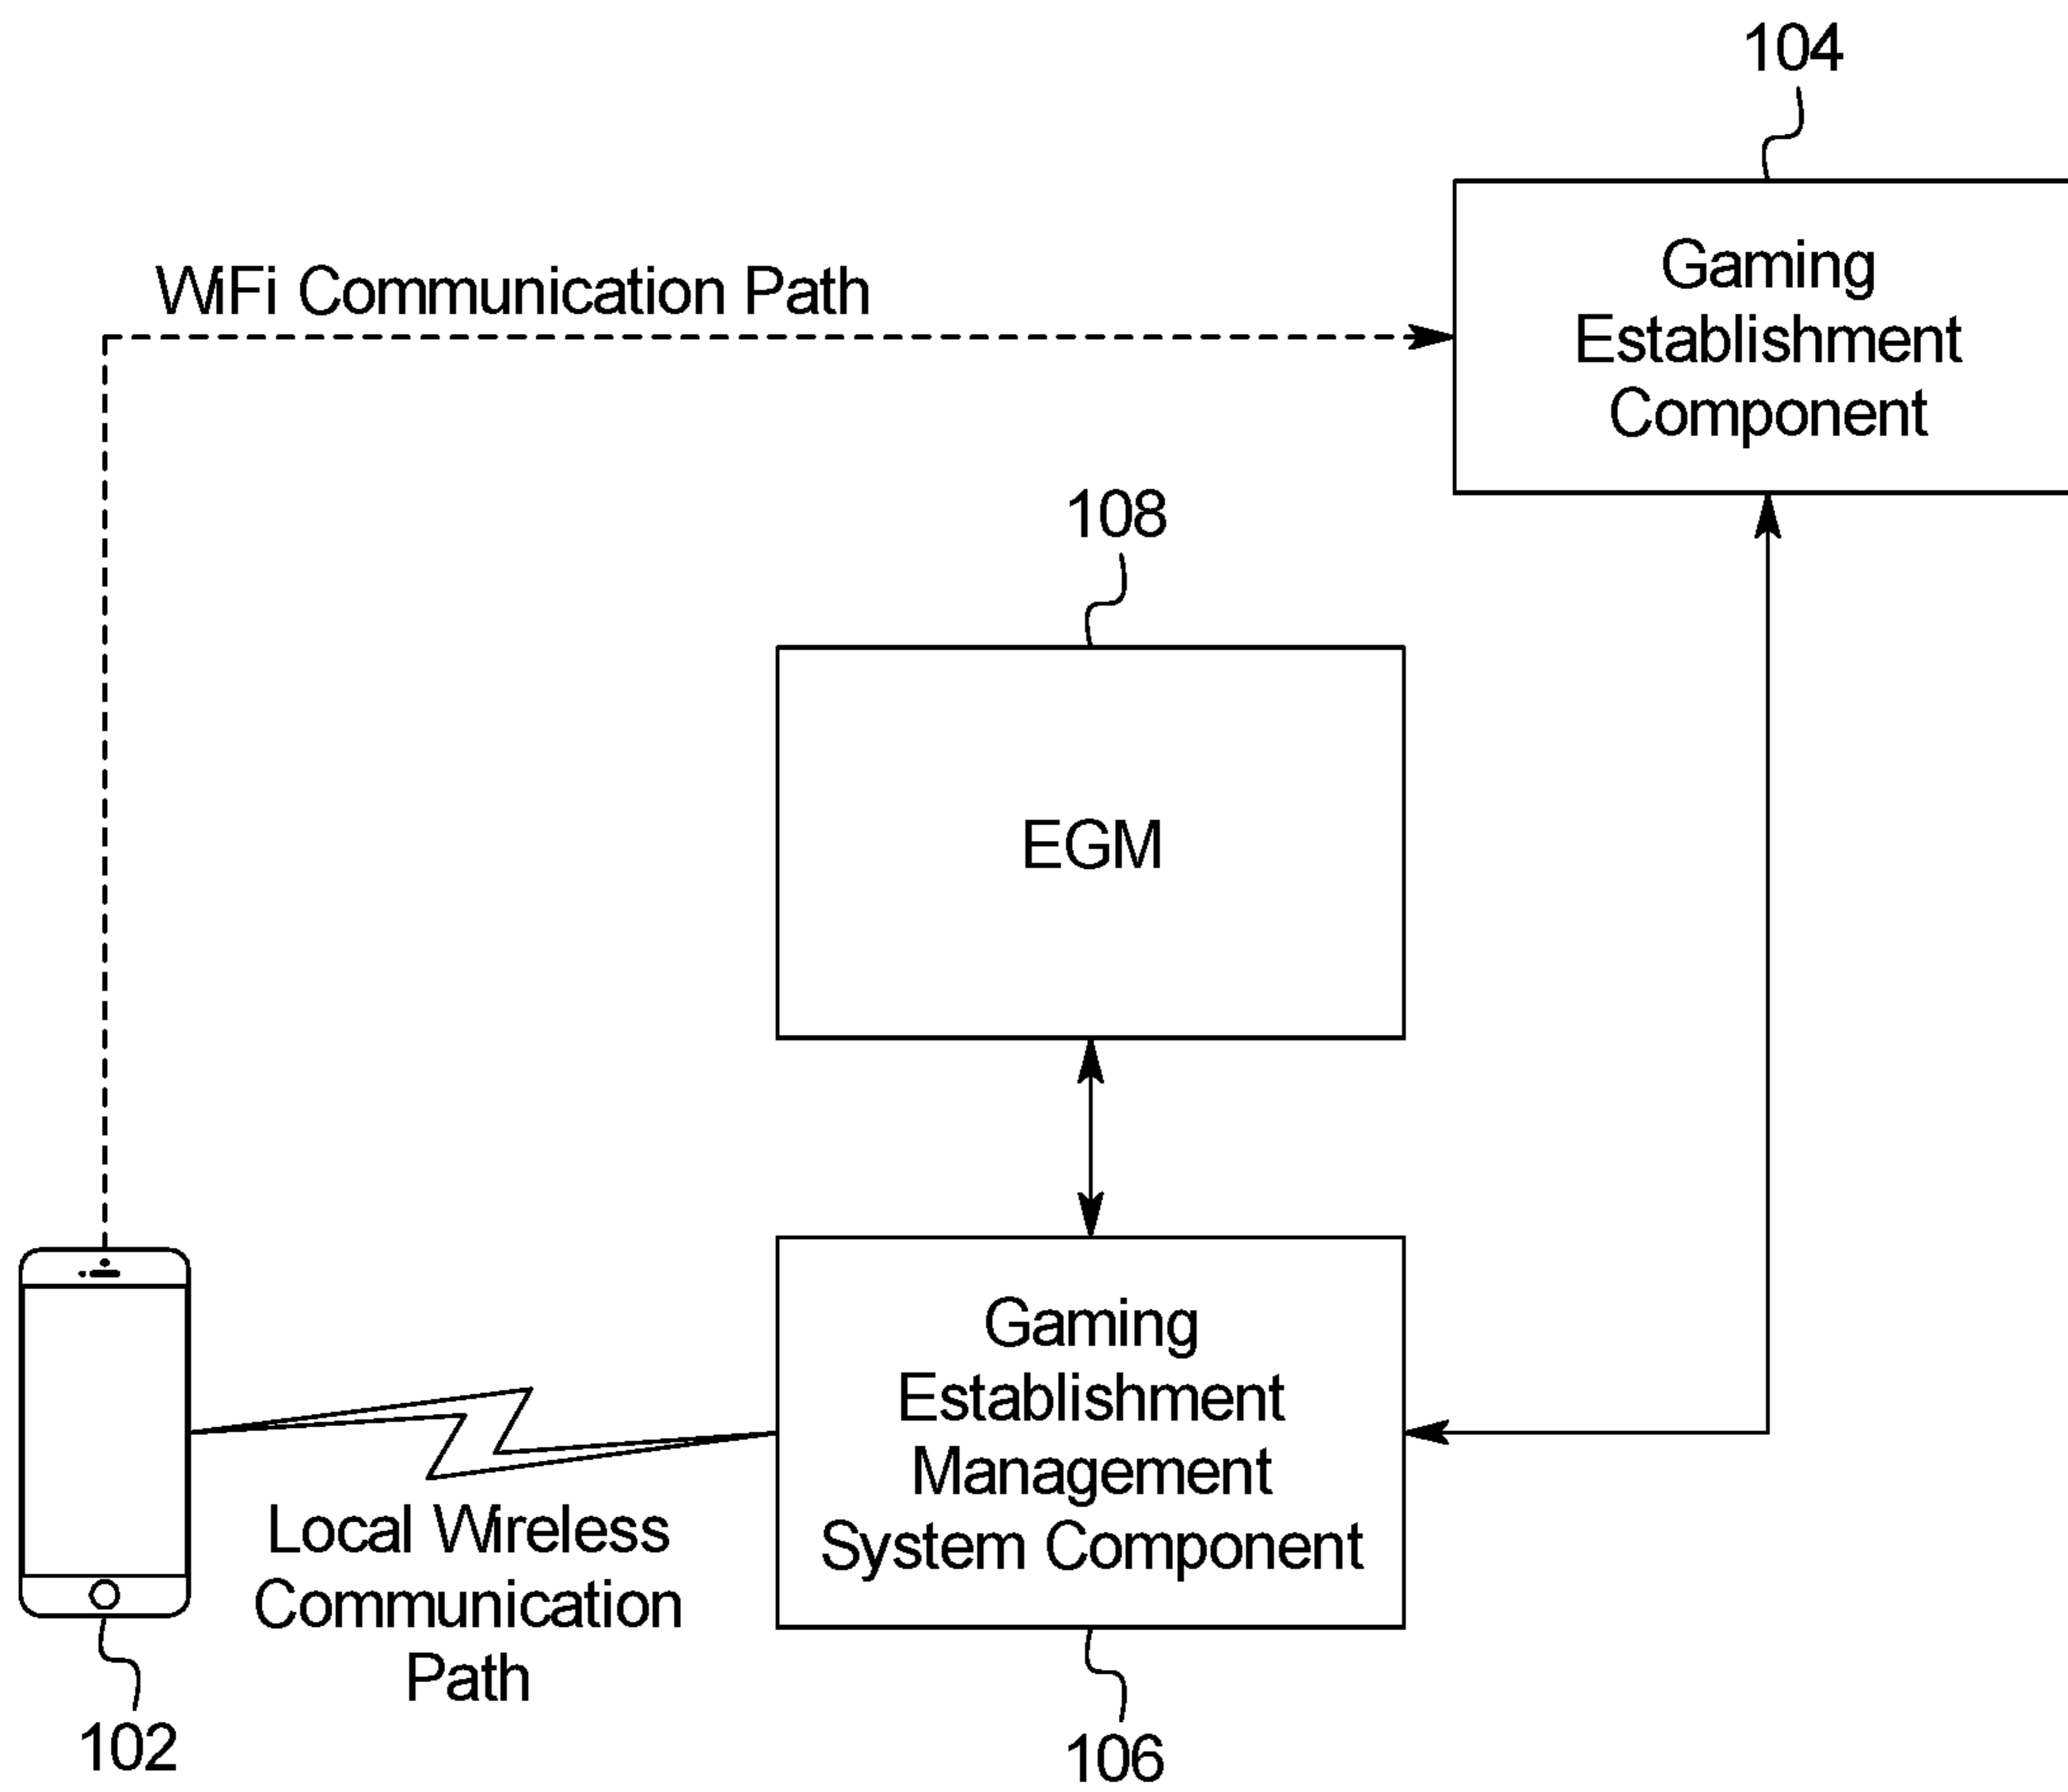 104
Gaming
Establishment
Component
WiFi Communication Path
108
EGM
Gaming
Establishment
Management
System Component
Local Wireless
Communication
Path
102
106